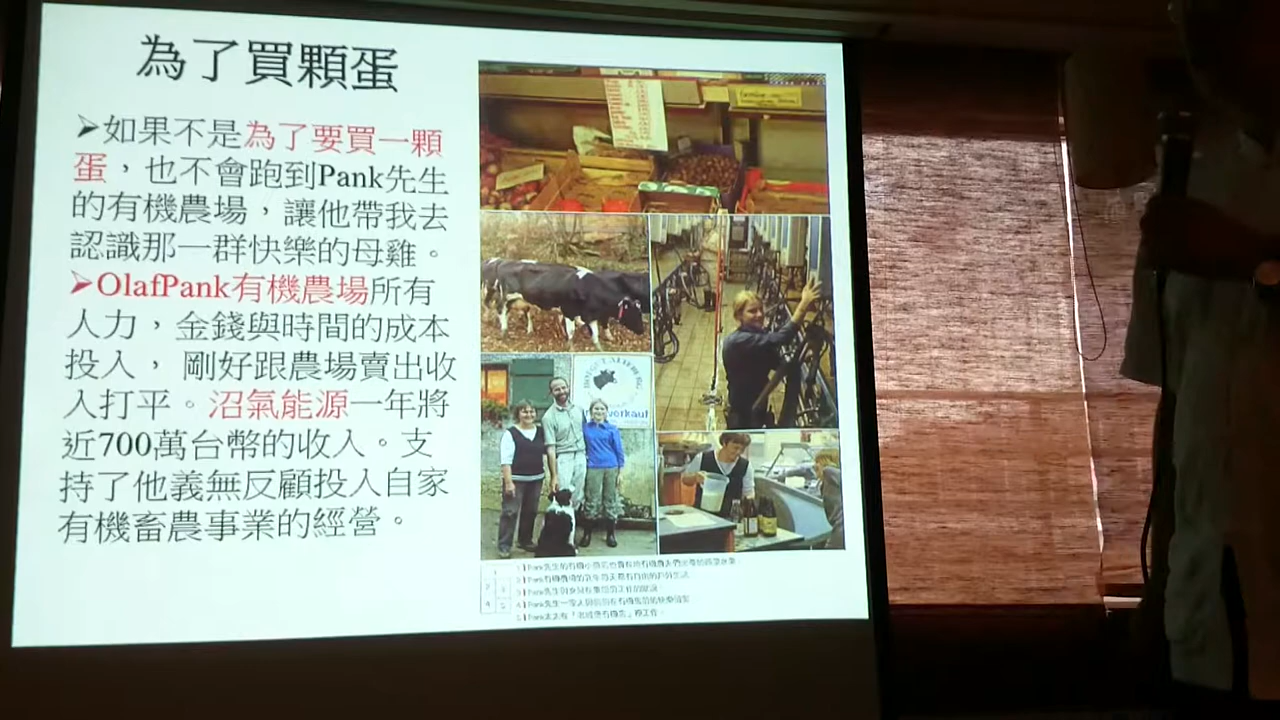 為了買顆蛋
➢如果不是為了要買一顆
蛋，也不會跑到Pank先生
的有機農場，讓他帶我去
認識那一群快樂的母雞。
➢OlafPank有機農場所有
人力，金錢與時間的成本
投入， 剛好跟農場賣出收
入打平。沼氣能源一年將
近700萬台幣的收入。支
持了他義無反顧投入自家
有機畜農事業的經營。